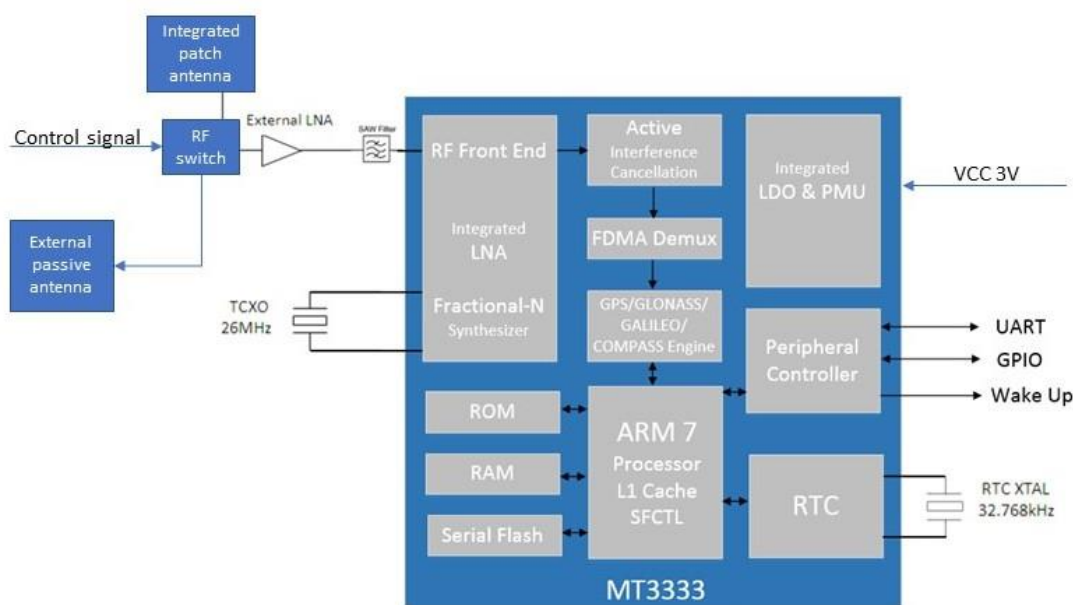 Integrated
patch
antenna
Control signal
RF
switch
External LNA
SAW Filter
External
passive
antenna
TCXO
26MHz
RF Front End
Integrated
LNA
Fractional-N
Synthesizer
Active
Interference
Cancellation
FDMA Demux
GPS/GLONASS/
GALILEO/
COMPASS Engine
Integrated
LDO & PMU
VCC 3V
Peripheral
Controller
UART
GPIO
Wake Up
ROM
RAM
Serial Flash
ARM 7
Processor
L1 Cache
SFCTL
RTC
RTC XTAL
32.768kHz
MT3333